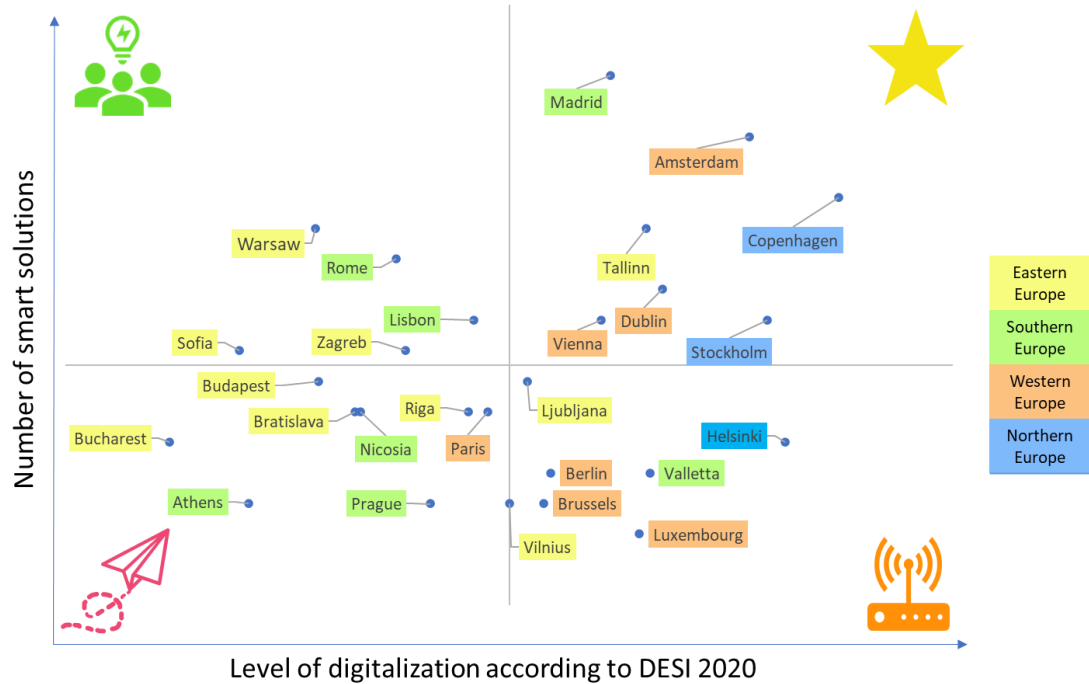 Number of smart solutions
Madrid
Amsterdam
Warsaw
Copenhagen
Rome
Tallinn
Lisbon
Dublin
Sofia
Zagreb
Vienna
Stockholm
Budapest
Bratislava
Riga
Ljubljana
Bucharest
Nicosia
Paris
Helsinki
Athens
Prague
Berlin
Valletta
Brussels
Vilnius
Luxembourg
Eastern
Europe
Southern
Europe
Western
Europe
Northern
Europe
Level of digitalization according to DESI 2020